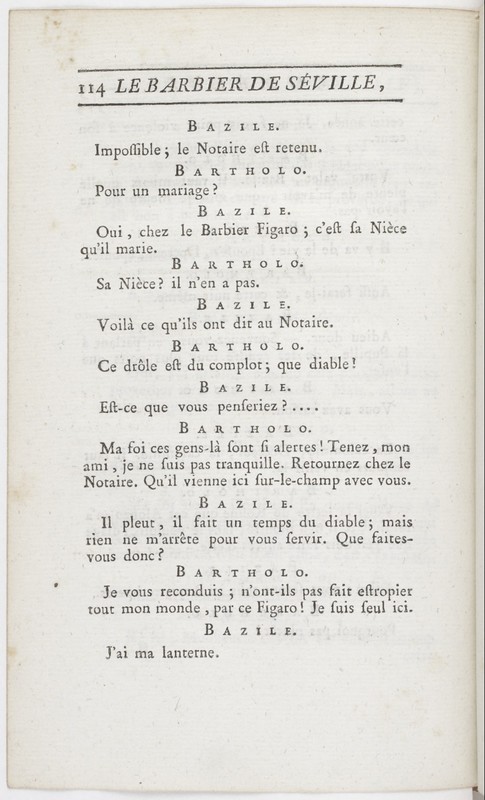 114 LE BARBIER DE SÉVILLE,
BAZILE.
Impoſſible ; le Notaire eſt retenu.
BARTHOLO.
Pour un mariage ?
BAZILE.
Oui, chez le Barbier Figaro ; c'eſt ſa Nièce
qu'il marie.
BARTHOLO.
Sa Nièce ? il n'en a pas.
BAZILE.
Voilà ce qu'ils ont dit au Notaire.
BARTHOLO.
Ce drôle eſt du complot ; que diable !
BAZILE.
Eſt-ce que vous penſeriez ? ....
BARTHOLO.
Ma foi ces gens-là ſont ſi alertes ! Tenez, mon
ami, je ne ſuis pas tranquille. Retournez chez le
Notaire. Qu'il vienne ici ſur-le-champ avec vous.
BAZILE.
Il pleut, il fait un temps du diable ; mais
rien ne m'arrête pour vous ſervir. Que faites-
vous donc ?
BARTHOLO.
Je vous reconduis ; n'ont-ils pas fait eſtropier
tout mon monde, par ce Figaro ! Je ſuis ſeul ici.
BAZILE.
J'ai ma lanterne.